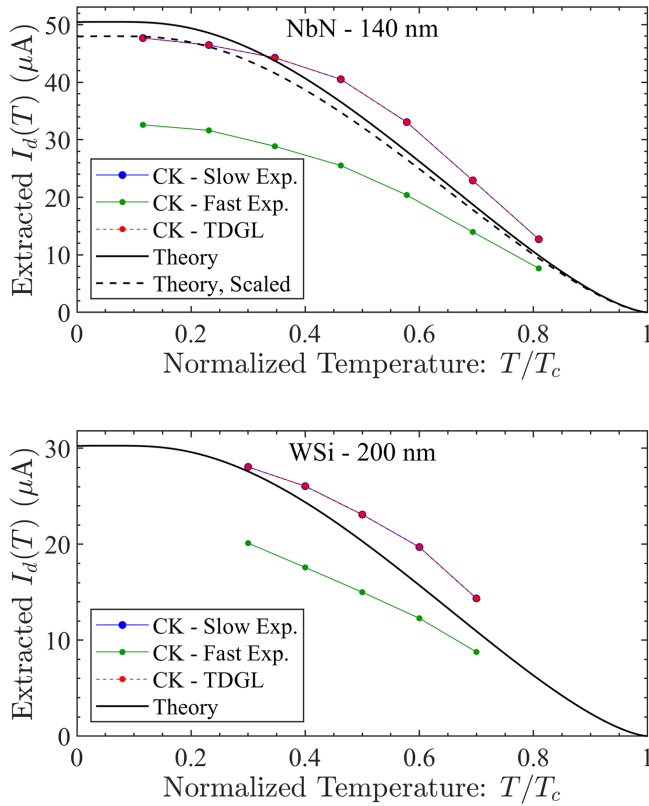 NbN - 140 nm
Extracted I_d(T) (μA)
50
40
30
20
10
0
CK - Slow Exp.
CK - Fast Exp.
CK - TDGL
Theory
Theory, Scaled
0 0.2 0.4 0.6 0.8 1
Normalized Temperature: T/T_c
WSi - 200 nm
Extracted I_d(T) (μA)
30
20
10
0
CK - Slow Exp.
CK - Fast Exp.
CK - TDGL
Theory
0 0.2 0.4 0.6 0.8 1
Normalized Temperature: T/T_c